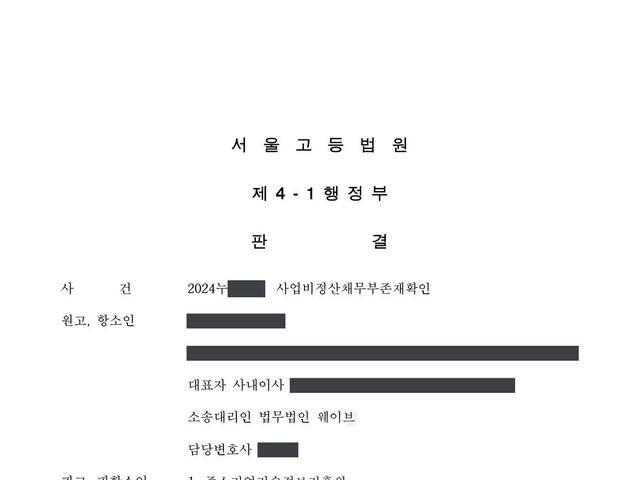 서 울 고 등 법 원
제 4 - 1 행 정 부
판 결
사 건 2024누 사업비정산채무부존재확인
원고, 항소인
대표자 사내이사
소송대리인 법무법인 웨이브
담당변호사